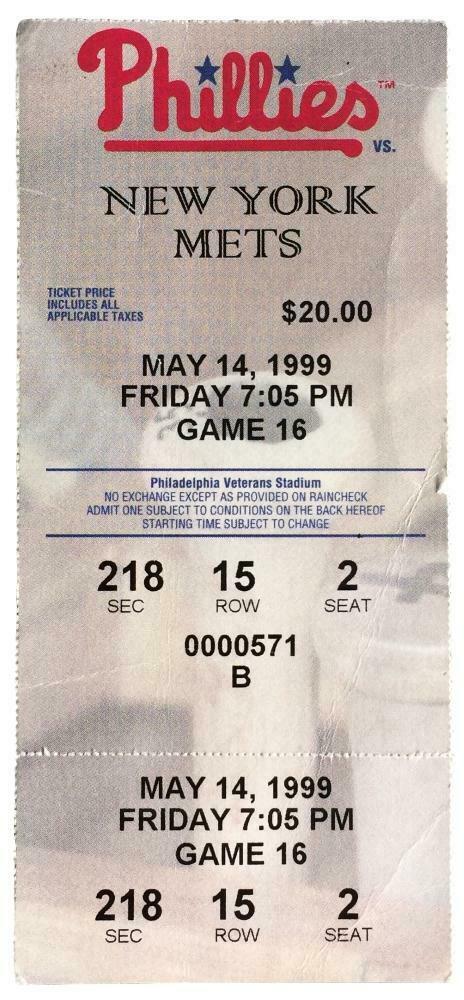 Phillies™
vs.
NEW YORK
METS
TICKET PRICE
INCLUDES ALL
APPLICABLE TAXES
$20.00
MAY 14, 1999
FRIDAY 7:05 PM
GAME 16
Philadelphia Veterans Stadium
NO EXCHANGE EXCEPT AS PROVIDED ON RAINCHECK
ADMIT ONE SUBJECT TO CONDITIONS ON THE BACK HEREOF
STARTING TIME SUBJECT TO CHANGE
218 15 2
SEC ROW SEAT
0000571
B
MAY 14, 1999
FRIDAY 7:05 PM
GAME 16
218 15 2
SEC ROW SEAT